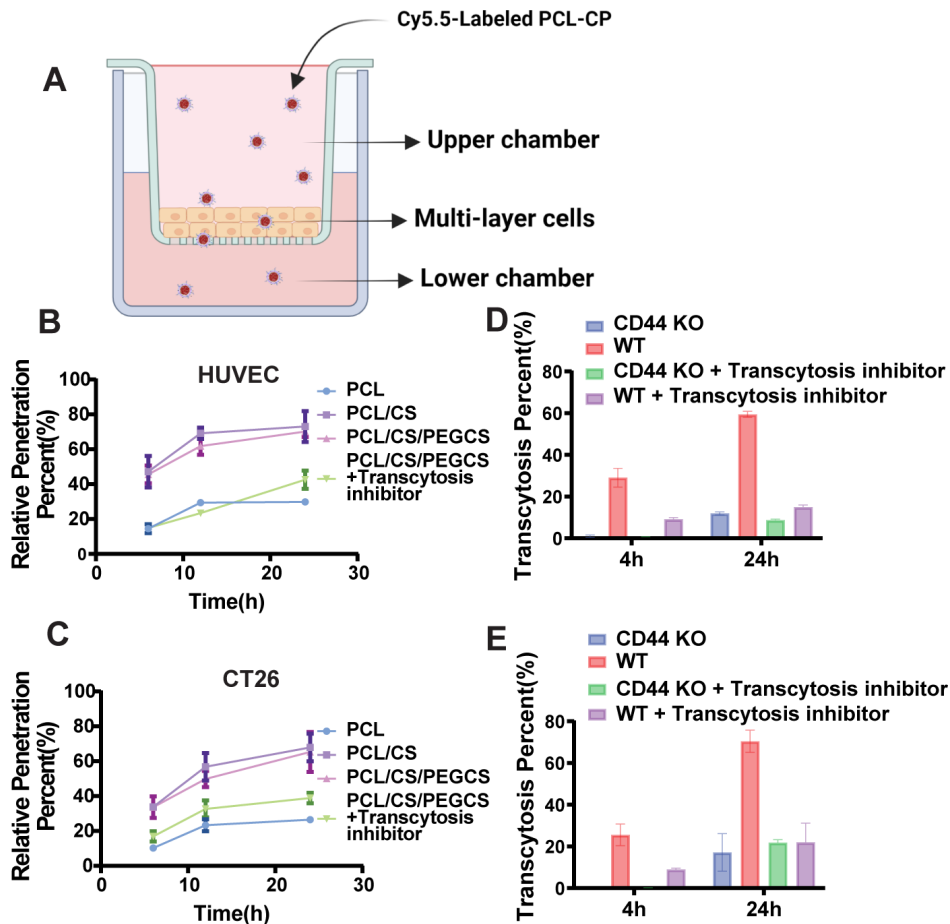 Cy5.5-Labeled PCL-CP
A
Upper chamber
Multi-layer cells
Lower chamber
B
HUVEC
Relative Penetration
Percent(%)
100
80
60
40
20
0
0
10
20
30
Time(h)
PCL
PCL/CS
PCL/CS/PEGCS
PCL/CS/PEGCS
+Transcytosis
inhibitor
D
CD44 KO
WT
CD44 KO + Transcytosis inhibitor
WT + Transcytosis inhibitor
Transcytosis Percent(%)
80
60
40
20
0
4h
24h
C
CT26
Relative Penetration
Percent(%)
100
80
60
40
20
0
0
10
20
30
Time(h)
PCL
PCL/CS
PCL/CS/PEGCS
PCL/CS/PEGCS
+Transcytosis
inhibitor
E
CD44 KO
WT
CD44 KO + Transcytosis inhibitor
WT + Transcytosis inhibitor
Transcytosis Percent(%)
80
60
40
20
0
4h
24h